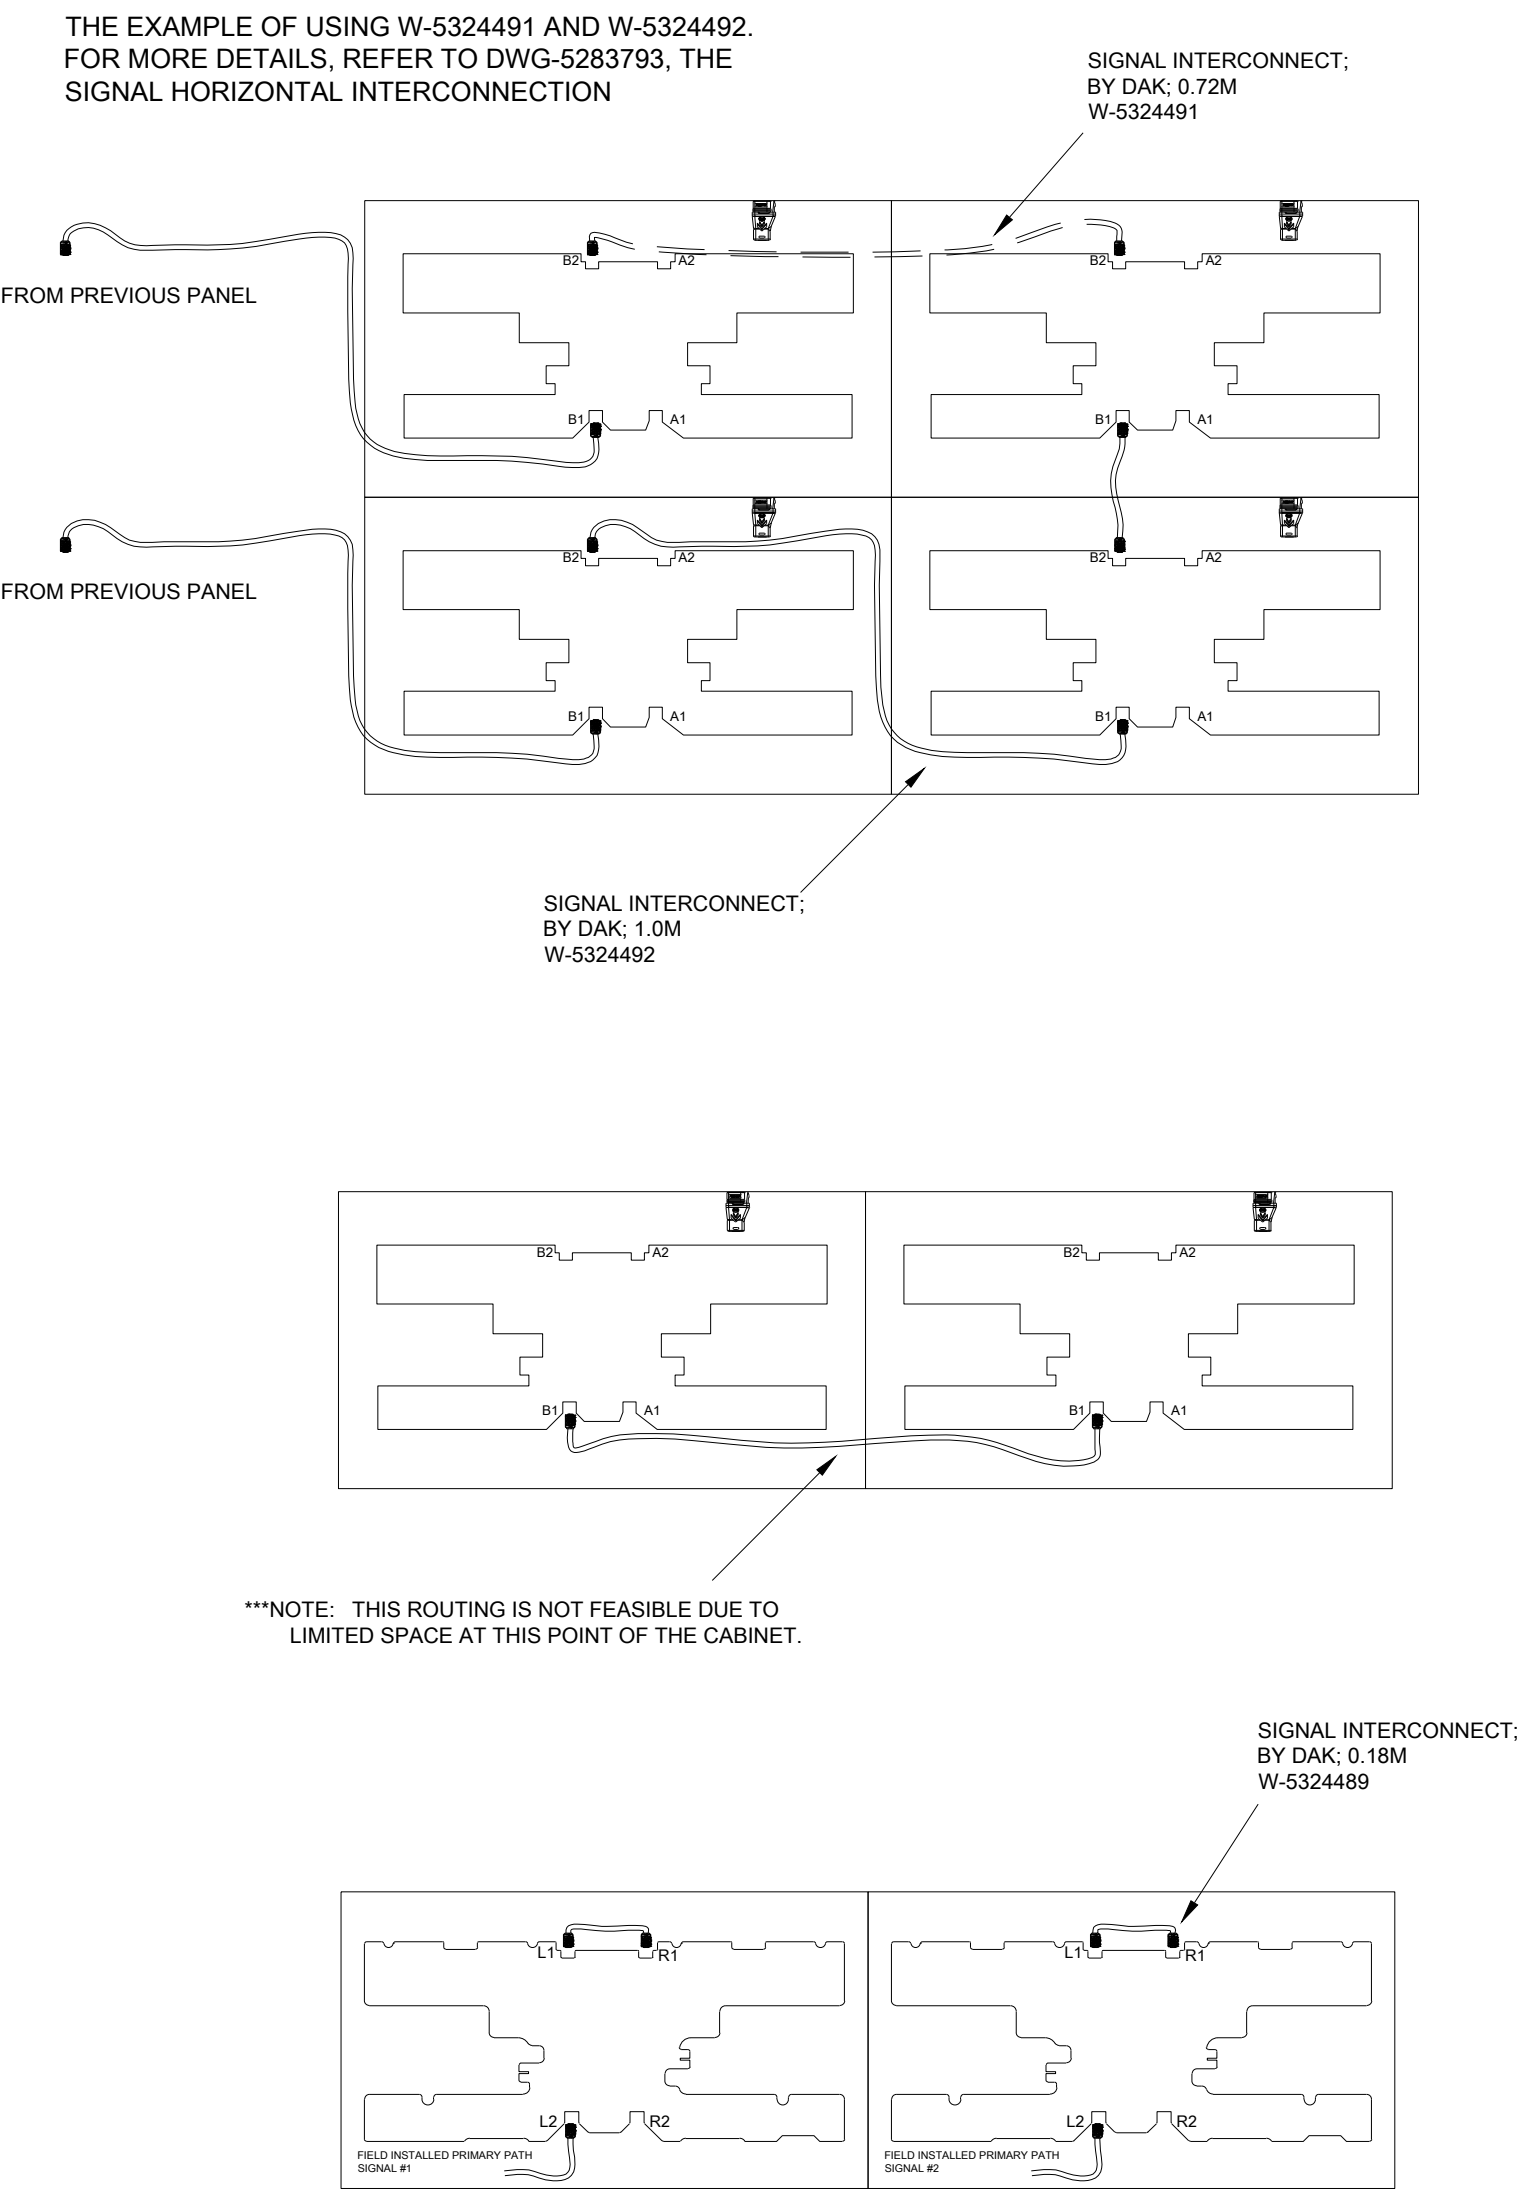 THE EXAMPLE OF USING W-5324491 AND W-5324492.
FOR MORE DETAILS, REFER TO DWG-5283793, THE
SIGNAL HORIZONTAL INTERCONNECTION
SIGNAL INTERCONNECT;
BY DAK; 0.72M
W-5324491
B2 A2
B2 A2
FROM PREVIOUS PANEL
B1 A1
B1 A1
B2 A2
B2 A2
FROM PREVIOUS PANEL
B1 A1
B1 A1
SIGNAL INTERCONNECT;
BY DAK; 1.0M
W-5324492
B2 A2
B2 A2
B1 A1
B1 A1
***NOTE: THIS ROUTING IS NOT FEASIBLE DUE TO
LIMITED SPACE AT THIS POINT OF THE CABINET.
SIGNAL INTERCONNECT;
BY DAK; 0.18M
W-5324489
L1 R1
L1 R1
L2 R2
L2 R2
FIELD INSTALLED PRIMARY PATH
SIGNAL #1
FIELD INSTALLED PRIMARY PATH
SIGNAL #2